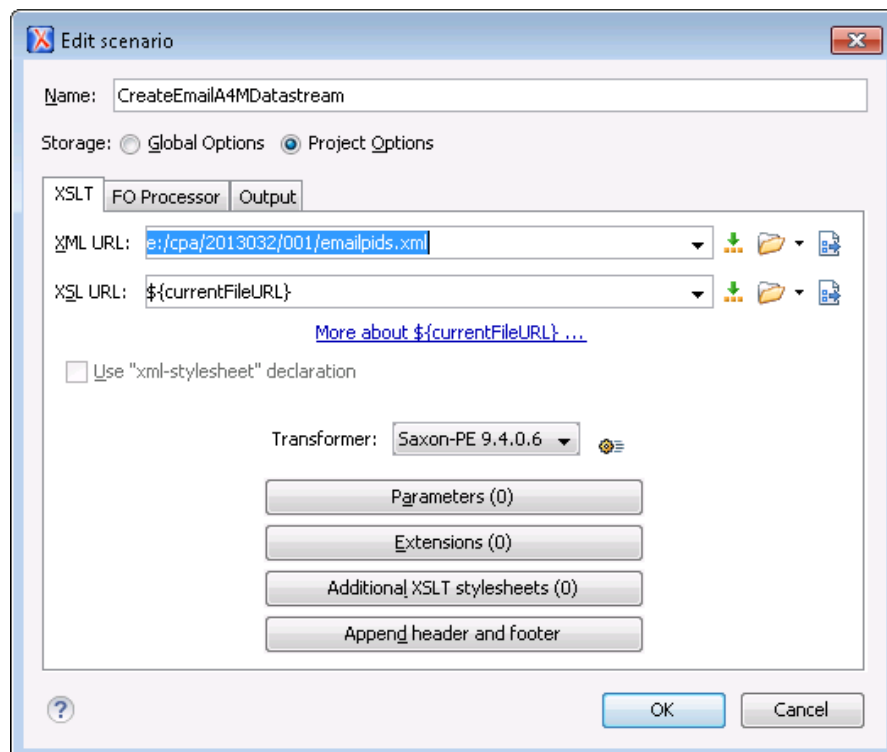 Edit scenario
Name: CreateEmailA4MDatastream
Storage: Global Options Project Options
XSLT FO Processor Output
XML URL: e:/cpa/2013032/001/emailpids.xml
XSL URL: ${currentFileURL}
More about ${currentFileURL} ...
Use "xml-stylesheet" declaration
Transformer: Saxon-PE 9.4.0.6
Parameters (0)
Extensions (0)
Additional XSLT stylesheets (0)
Append header and footer
? OK Cancel